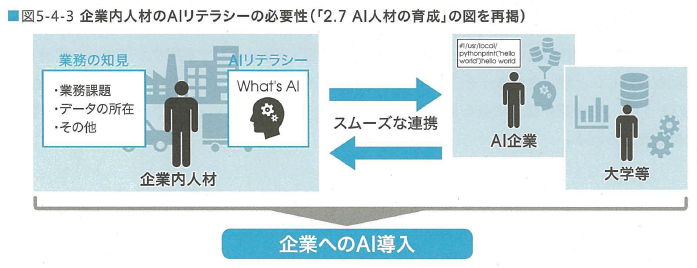 ■図5-4-3 企業内人材のAIリテラシーの必要性(「2.7 AI人材の育成」の図を再掲)
業務の知見
・業務課題
・データの所在
・その他
AIリテラシー
What's AI
企業内人材
スムーズな連携
#!/usr/local/
pythonprint('hello
world');hello world
AI企業
大学等
企業へのAI導入